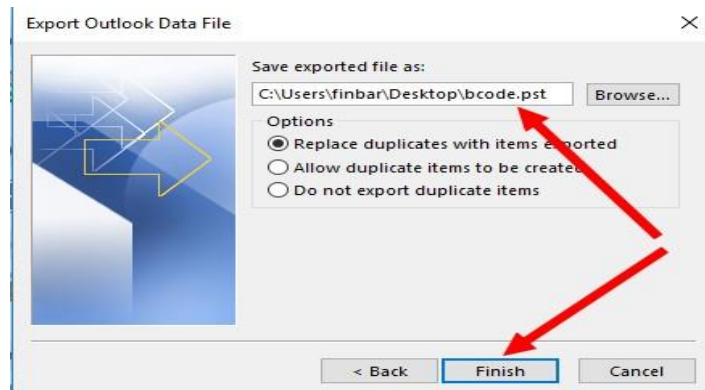 Export Outlook Data File
Save exported file as:
C:\Users\finbar\Desktop\bcode.pst
Browse...
Options
Replace duplicates with items exported
Allow duplicate items to be created
Do not export duplicate items
< Back
Finish
Cancel